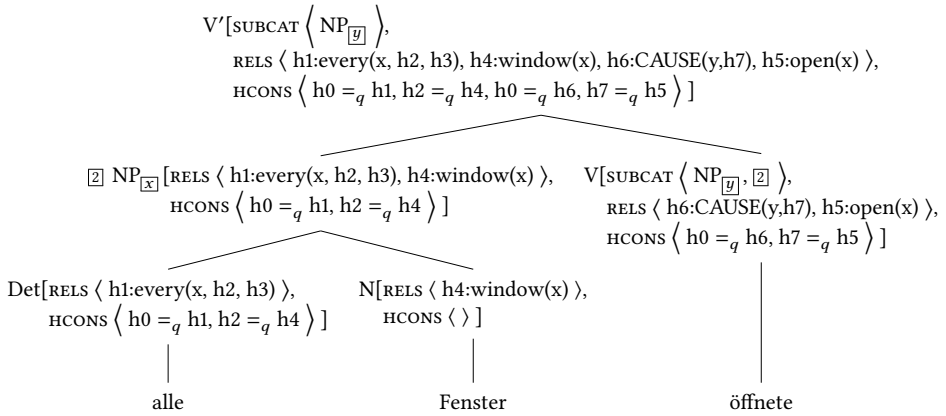 V′[SUBCAT ⟨ NP[y] ⟩,
RELS ⟨ h1:every(x, h2, h3), h4:window(x), h6:CAUSE(y,h7), h5:open(x) ⟩,
HCONS ⟨ h0 =q h1, h2 =q h4, h0 =q h6, h7 =q h5 ⟩ ]
[2] NP[x] [RELS ⟨ h1:every(x, h2, h3), h4:window(x) ⟩,
HCONS ⟨ h0 =q h1, h2 =q h4 ⟩ ]
V[SUBCAT ⟨ NP[y], [2] ⟩,
RELS ⟨ h6:CAUSE(y,h7), h5:open(x) ⟩,
HCONS ⟨ h0 =q h6, h7 =q h5 ⟩ ]
Det[RELS ⟨ h1:every(x, h2, h3) ⟩,
HCONS ⟨ h0 =q h1, h2 =q h4 ⟩ ]
N[RELS ⟨ h4:window(x) ⟩,
HCONS ⟨ ⟩ ]
alle
Fenster
öffnete